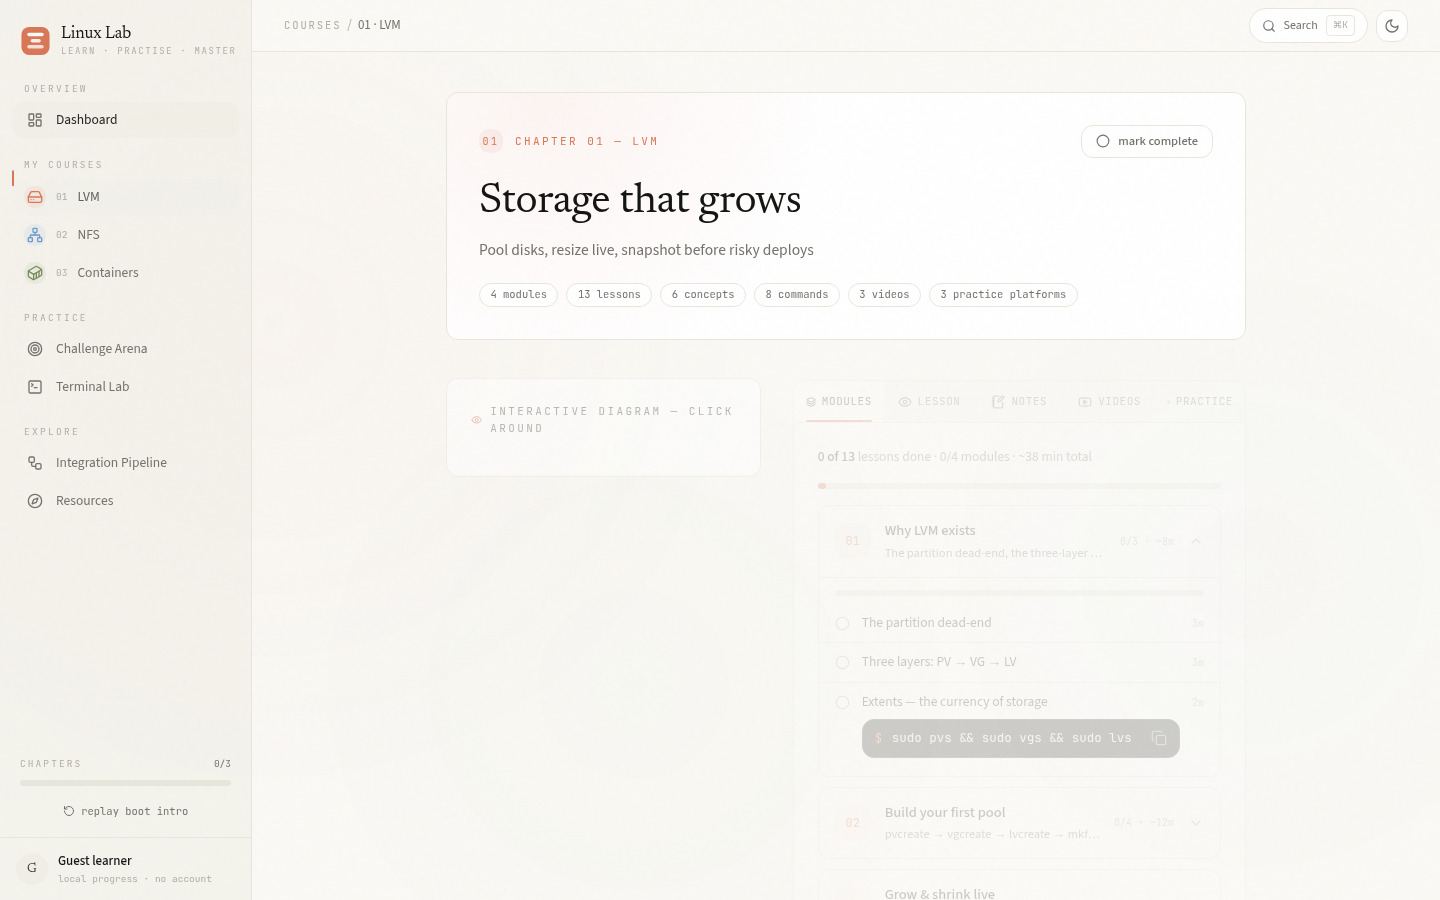 Linux Lab
LEARN · PRACTISE · MASTER
OVERVIEW
Dashboard
MY COURSES
01 LVM
02 NFS
03 Containers
PRACTICE
Challenge Arena
Terminal Lab
EXPLORE
Integration Pipeline
Resources
CHAPTERS 0/3
replay boot intro
G
Guest learner
local progress · no account
COURSES / 01 · LVM
Search ⌘K
01 CHAPTER 01 — LVM
mark complete
Storage that grows
Pool disks, resize live, snapshot before risky deploys
4 modules 13 lessons 6 concepts 8 commands 3 videos 3 practice platforms
INTERACTIVE DIAGRAM — CLICK
AROUND
MODULES LESSON NOTES VIDEOS PRACTICE
0 of 13 lessons done · 0/4 modules · ~38 min total
01 Why LVM exists 0/3 · ~8m
The partition dead-end, the three-layer …
The partition dead-end 3m
Three layers: PV → VG → LV 3m
Extents — the currency of storage 2m
$ sudo pvs && sudo vgs && sudo lvs
02 Build your first pool 0/4 · ~12m
pvcreate → vgcreate → lvcreate → mkf…
Grow & shrink live